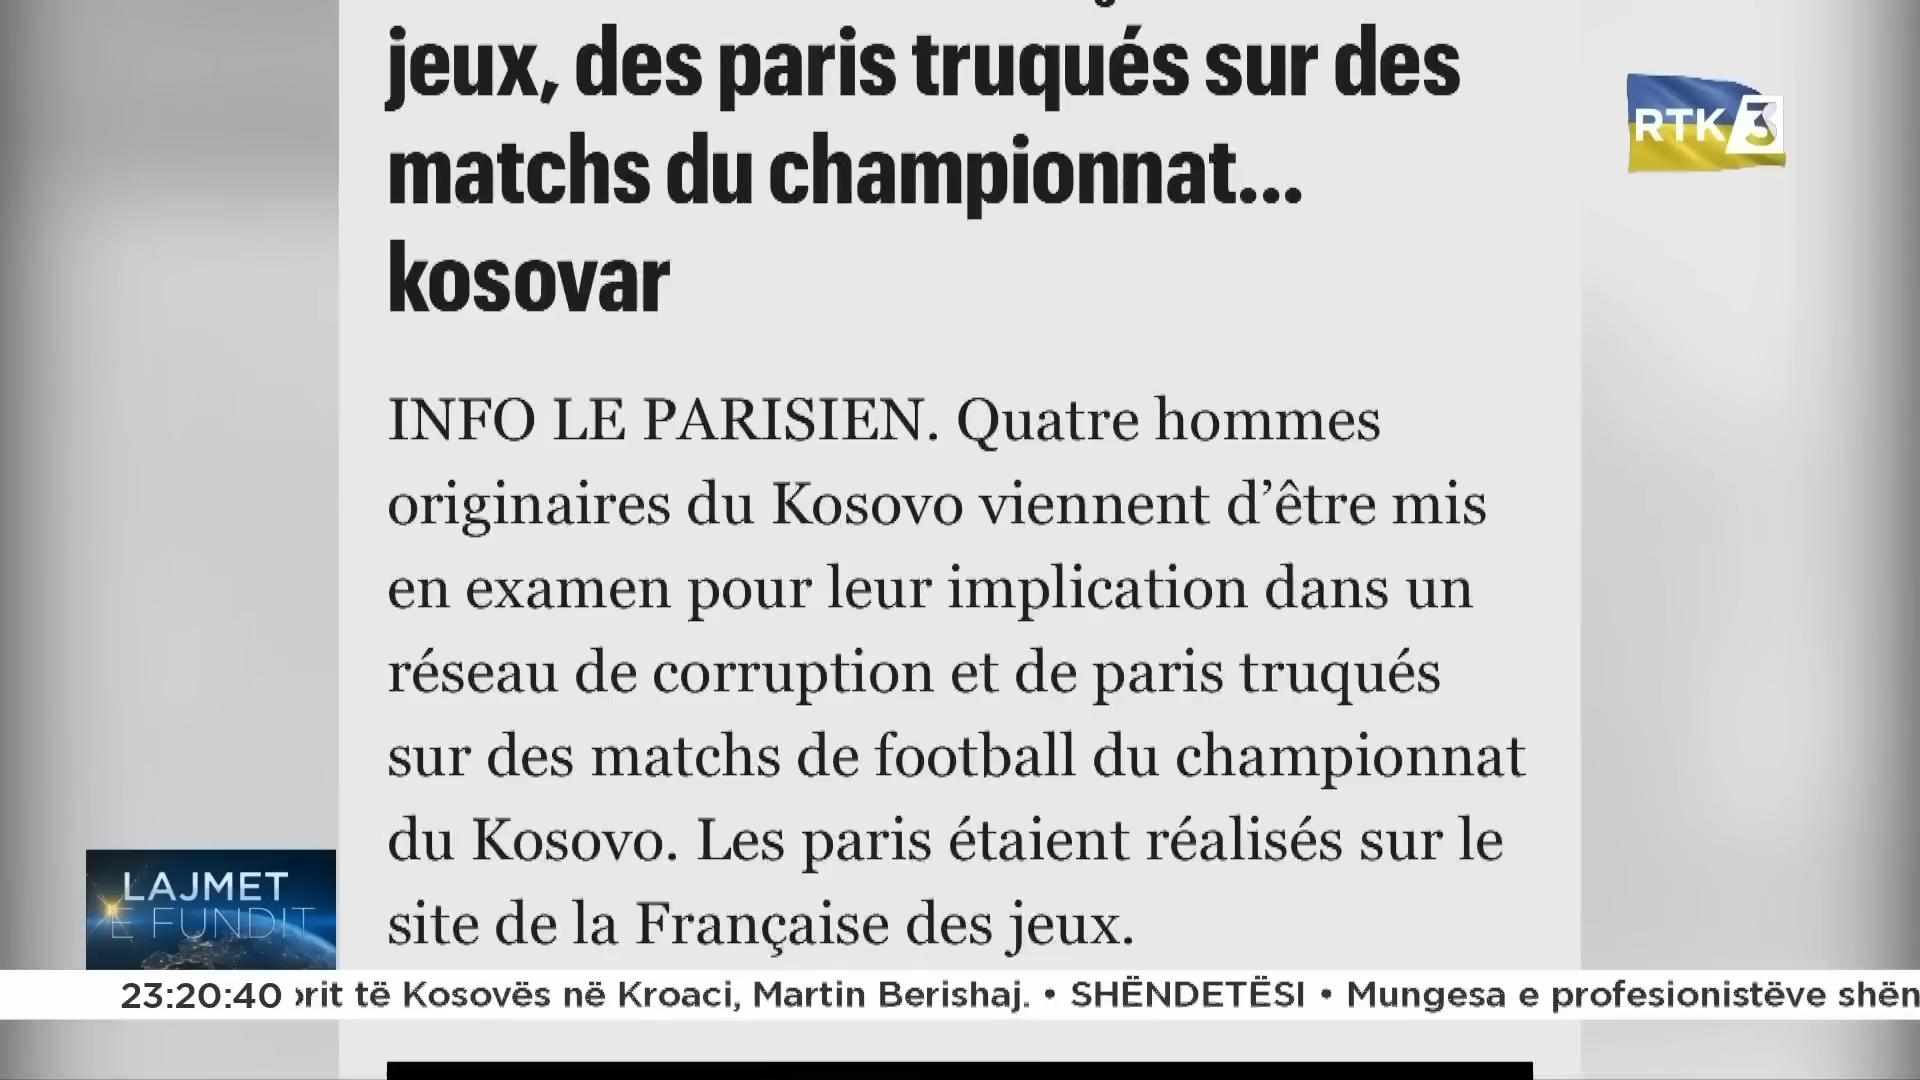 jeux, des paris truqués sur des
matchs du championnat...
kosovar
RTK 3
INFO LE PARISIEN. Quatre hommes
originaires du Kosovo viennent d’être mis
en examen pour leur implication dans un
réseau de corruption et de paris truqués
sur des matchs de football du championnat
du Kosovo. Les paris étaient réalisés sur le
site de la Française des jeux.
LAJMET
E FUNDIT
23:20:40 të Kosovës në Kroaci, Martin Berishaj. • SHËNDETËSI • Mungesa e profesionistëve